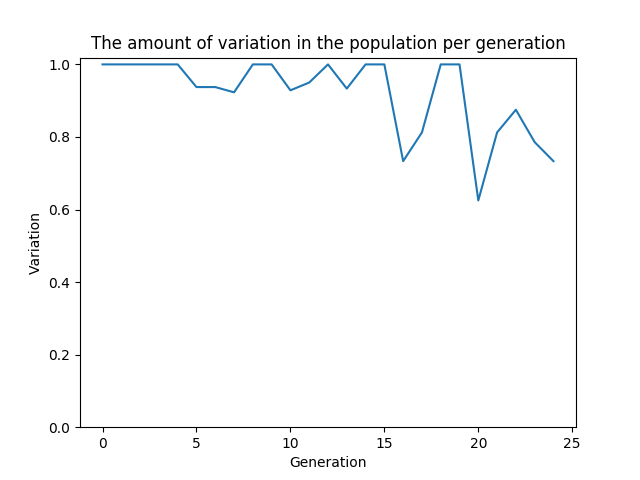 The amount of variation in the population per generation
1.0
0.8
0.6
0.4
0.2
0.0
Variation
0 5 10 15 20 25
Generation